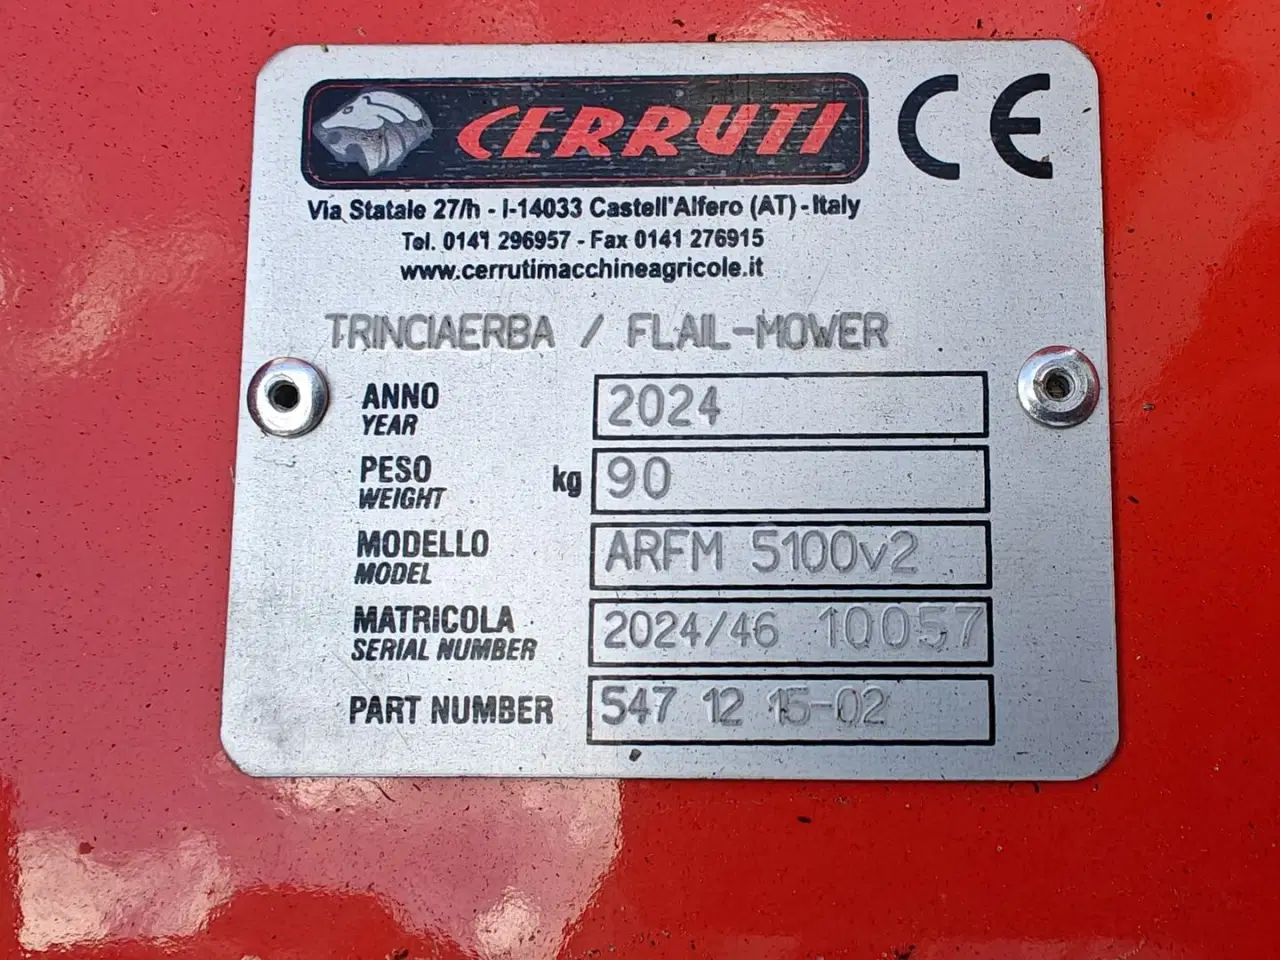 CERRUTI CE
Via Statale 27/h - I-14033 Castell'Alfero (AT) - Italy
Tel. 0141 296957 - Fax 0141 276915
www.cerrutimacchineagricole.it
TRINCIAERBA / FLAIL-MOWER
ANNO 2024
YEAR
PESO kg 90
WEIGHT
MODELLO ARFM 5100v2
MODEL
MATRICOLA 2024/46 10057
SERIAL NUMBER
PART NUMBER 547 12 15-02